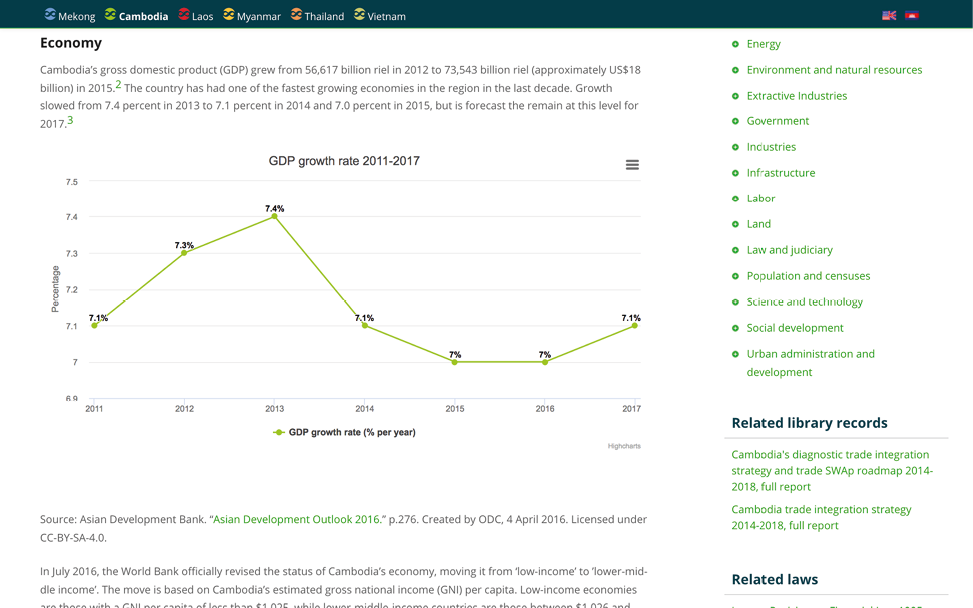 Mekong Cambodia Laos Myanmar Thailand Vietnam
Economy
Cambodia's gross domestic product (GDP) grew from 56,617 billion riel in 2012 to 73,543 billion riel (approximately US$18
billion) in 2015.2 The country has had one of the fastest growing economies in the region in the last decade. Growth
slowed from 7.4 percent in 2013 to 7.1 percent in 2014 and 7.0 percent in 2015, but is forecast the remain at this level for
2017.3
GDP growth rate 2011-2017
7.5
7.4
7.3
7.2
7.1
7
6.9
Percentage
7.1%
7.3%
7.4%
7.1%
7%
7%
7.1%
2011 2012 2013 2014 2015 2016 2017
GDP growth rate (% per year)
Highcharts
Source: Asian Development Bank. "Asian Development Outlook 2016." p.276. Created by ODC, 4 April 2016. Licensed under
CC-BY-SA-4.0.
In July 2016, the World Bank officially revised the status of Cambodia's economy, moving it from 'low-income' to 'lower-mid-
dle income'. The move is based on Cambodia's estimated gross national income (GNI) per capita. Low-income economies
are those with a GNI per capita of less than $1,025, while lower middle-income countries are those between $1,026 and
Energy
Environment and natural resources
Extractive Industries
Government
Industries
Infrastructure
Labor
Land
Law and judiciary
Population and censuses
Science and technology
Social development
Urban administration and
development
Related library records
Cambodia's diagnostic trade integration
strategy and trade SWAp roadmap 2014-
2018, full report
Cambodia trade integration strategy
2014-2018, full report
Related laws